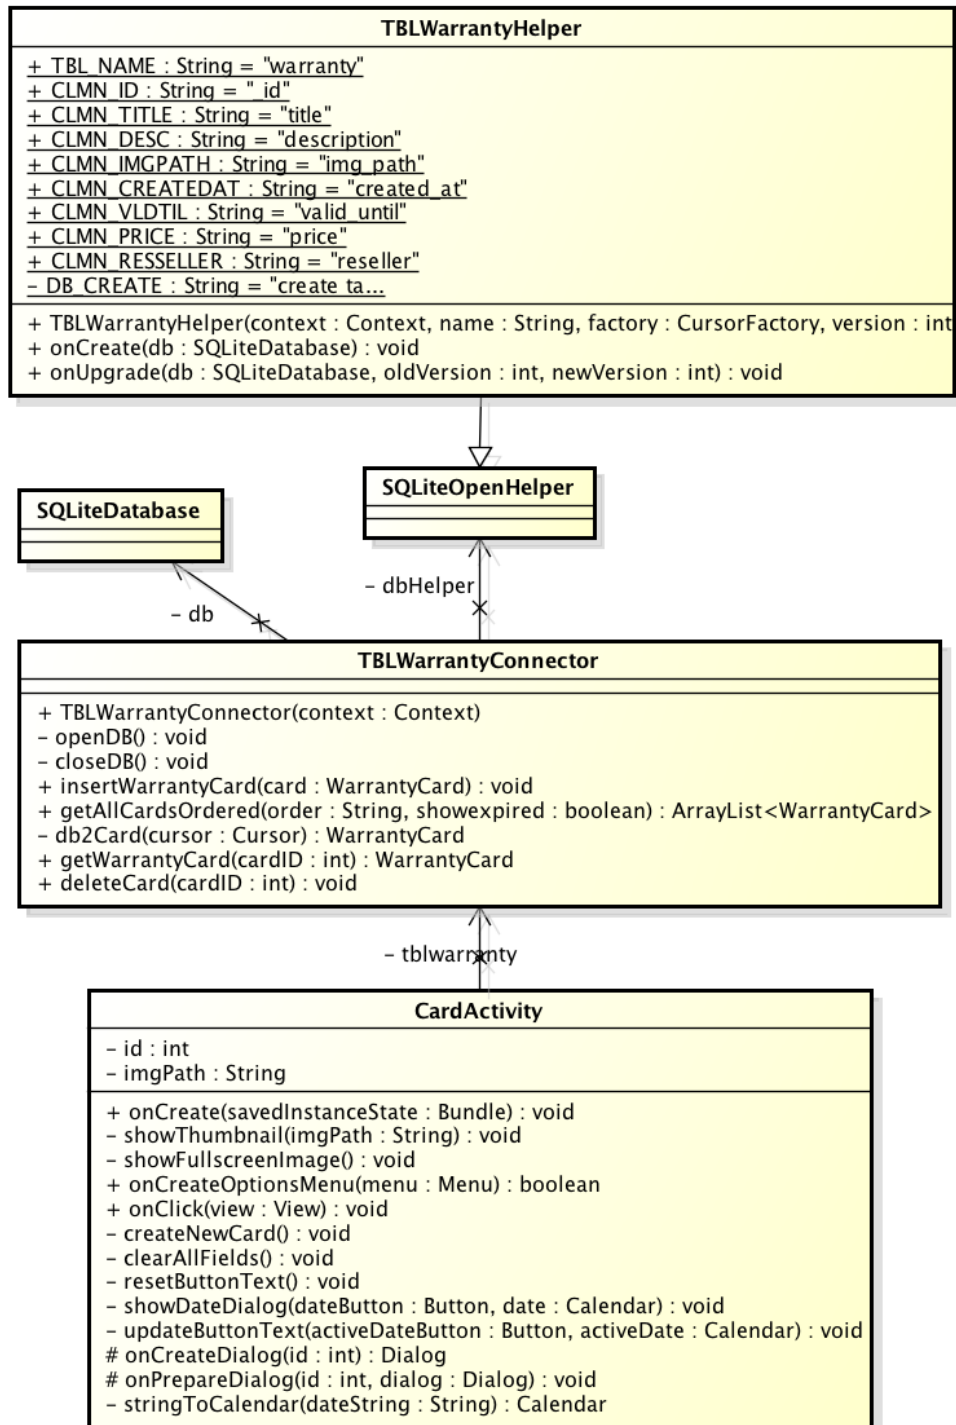 TBLWarrantyHelper
+ TBL_NAME : String = "warranty"
+ CLMN_ID : String = "_id"
+ CLMN_TITLE : String = "title"
+ CLMN_DESC : String = "description"
+ CLMN_IMGPATH : String = "img_path"
+ CLMN_CREATEDAT : String = "created_at"
+ CLMN_VLDTIL : String = "valid_until"
+ CLMN_PRICE : String = "price"
+ CLMN_RESSELLER : String = "reseller"
- DB_CREATE : String = "create ta...
+ TBLWarrantyHelper(context : Context, name : String, factory : CursorFactory, version : int
+ onCreate(db : SQLiteDatabase) : void
+ onUpgrade(db : SQLiteDatabase, oldVersion : int, newVersion : int) : void
SQLiteOpenHelper
SQLiteDatabase
- dbHelper
- db
TBLWarrantyConnector
+ TBLWarrantyConnector(context : Context)
- openDB() : void
- closeDB() : void
+ insertWarrantyCard(card : WarrantyCard) : void
+ getAllCardsOrdered(order : String, showexpired : boolean) : ArrayList<WarrantyCard>
- db2Card(cursor : Cursor) : WarrantyCard
+ getWarrantyCard(cardID : int) : WarrantyCard
+ deleteCard(cardID : int) : void
- tblwarranty
CardActivity
- id : int
- imgPath : String
+ onCreate(savedInstanceState : Bundle) : void
- showThumbnail(imgPath : String) : void
- showFullscreenImage() : void
+ onCreateOptionsMenu(menu : Menu) : boolean
+ onClick(view : View) : void
- createNewCard() : void
- clearAllFields() : void
- resetButtonText() : void
- showDateDialog(dateButton : Button, date : Calendar) : void
- updateButtonText(activeDateButton : Button, activeDate : Calendar) : void
# onCreateDialog(id : int) : Dialog
# onPrepareDialog(id : int, dialog : Dialog) : void
- stringToCalendar(dateString : String) : Calendar